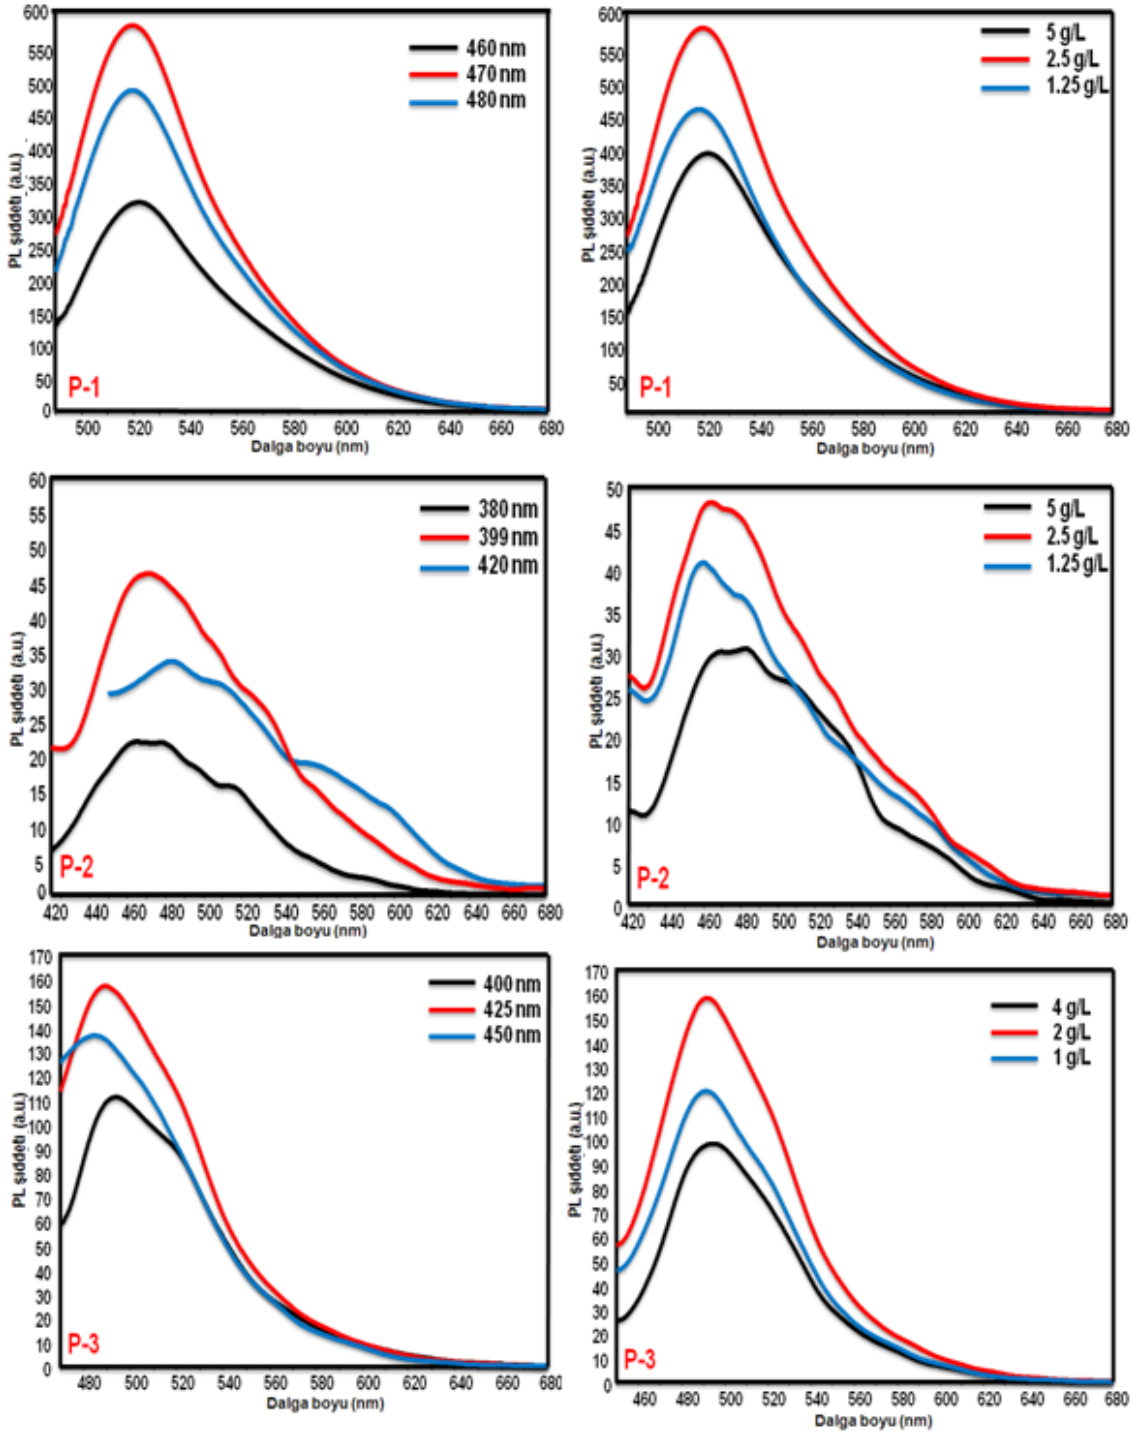 600
550
500
450
400
350
300
250
200
150
100
50
0
PL şiddeti (a.u.)
460 nm
470 nm
480 nm
P-1
500 520 540 560 580 600 620 640 660 680
Dalga boyu (nm)
600
550
500
450
400
350
300
250
200
150
100
50
PL şiddeti (a.u.)
5 g/L
2.5 g/L
1.25 g/L
P-1
500 520 540 560 580 600 620 640 660 680
Dalga boyu (nm)
60
55
50
45
40
35
30
25
20
15
10
5
0
PL şiddeti (a.u.)
380 nm
399 nm
420 nm
P-2
420 440 460 480 500 520 540 560 580 600 620 640 660 680
Dalga boyu (nm)
50
45
40
35
30
25
20
15
10
5
0
PL şiddeti (a.u.)
5 g/L
2.5 g/L
1.25 g/L
P-2
420 440 460 480 500 520 540 560 580 600 620 640 660 680
Dalga boyu (nm)
170
160
150
140
130
120
110
100
90
80
70
60
50
40
30
20
10
0
PL şiddeti (a.u.)
400 nm
425 nm
450 nm
P-3
480 500 520 540 560 580 600 620 640 660 680
Dalga boyu (nm)
170
160
150
140
130
120
110
100
90
80
70
60
50
40
30
20
10
0
PL şiddeti (a.u.)
4 g/L
2 g/L
1 g/L
P-3
460 480 500 520 540 560 580 600 620 640 660 680
Dalga boyu (nm)